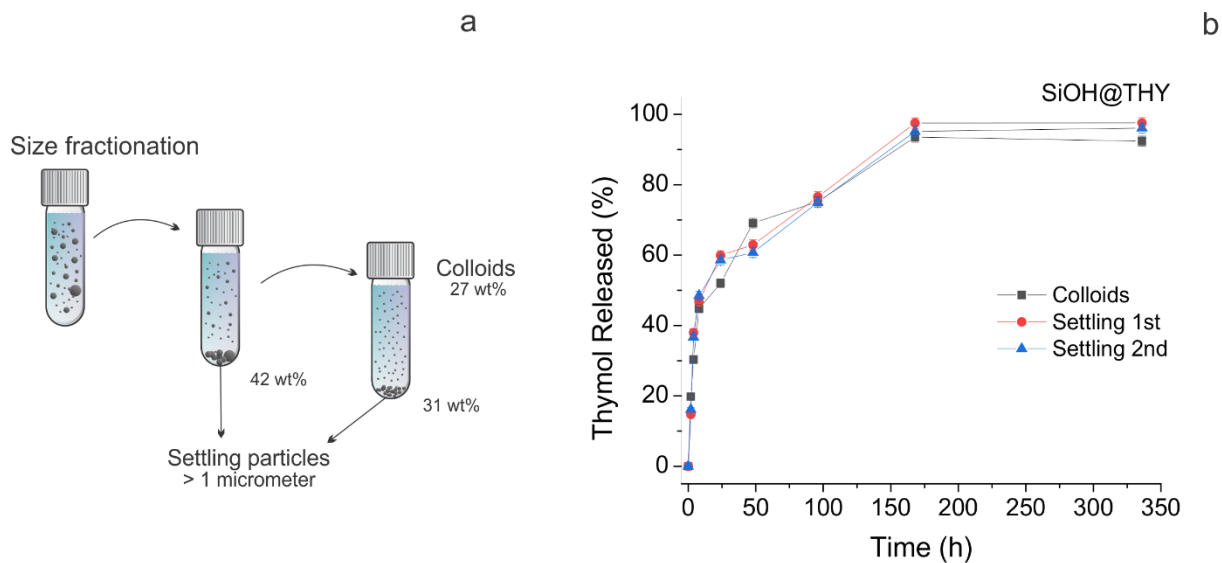 a
Size fractionation
Colloids
27 wt%
42 wt%
31 wt%
Settling particles
> 1 micrometer
b
SiOH@THY
Thymol Released (%)
100
80
60
40
20
0
Colloids
Settling 1st
Settling 2nd
0 50 100 150 200 250 300 350
Time (h)